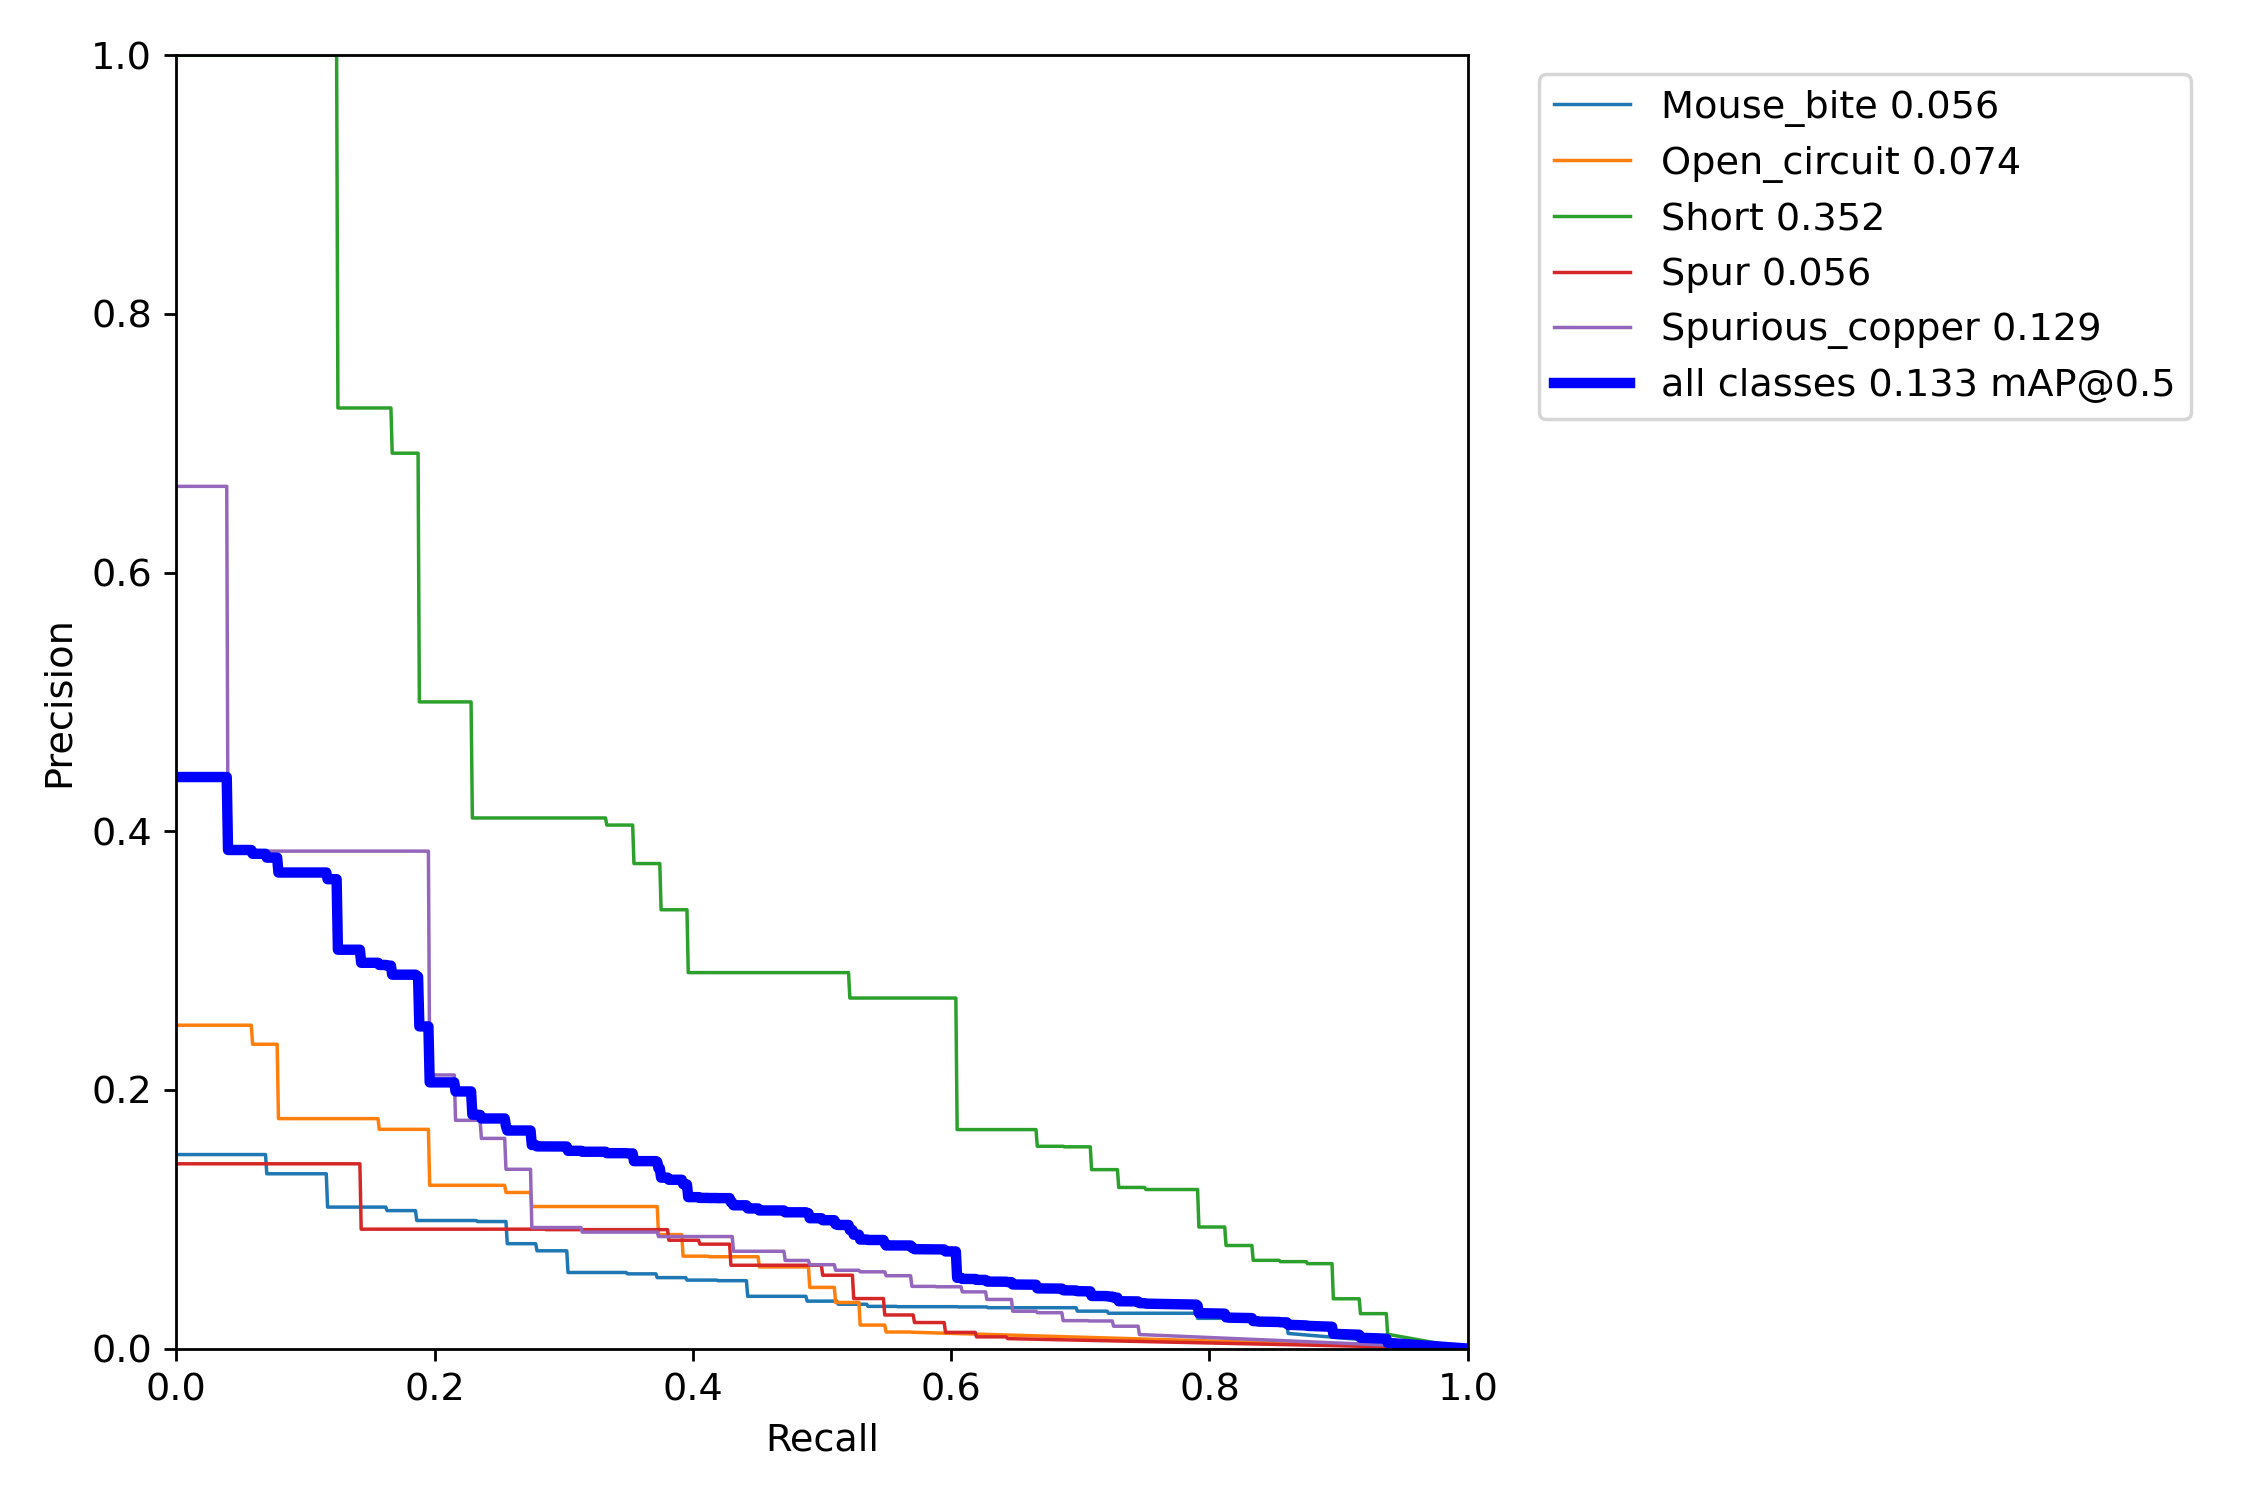 1.0
0.8
0.6
0.4
0.2
0.0
Precision
0.0 0.2 0.4 0.6 0.8 1.0
Recall
Mouse_bite 0.056
Open_circuit 0.074
Short 0.352
Spur 0.056
Spurious_copper 0.129
all classes 0.133 mAP@0.5